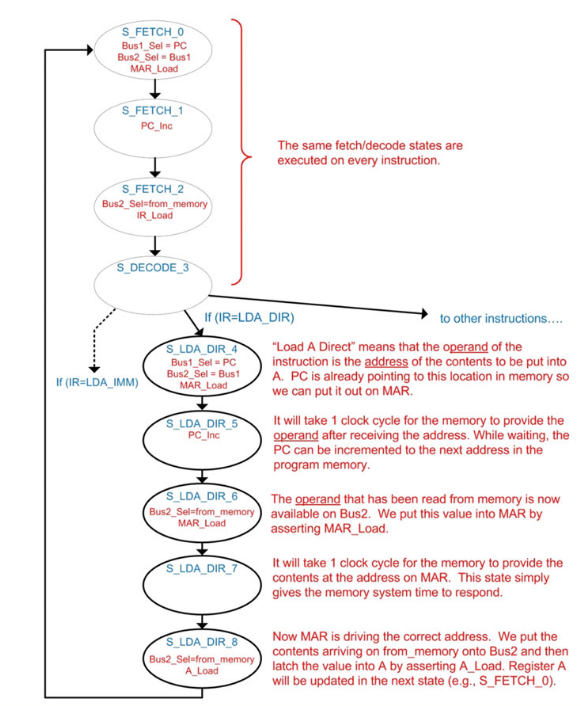 S_FETCH_0
Bus1_Sel = PC
Bus2_Sel = Bus1
MAR_Load
S_FETCH_1
PC_Inc
The same fetch/decode states are
executed on every instruction.
S_FETCH_2
Bus2_Sel=from_memory
IR_Load
S_DECODE_3
If (IR=LDA_DIR)
to other instructions....
If (IR=LDA_IMM)
S_LDA_DIR_4
Bus1_Sel = PC
Bus2_Sel = Bus1
MAR_Load
“Load A Direct” means that the operand of the
instruction is the address of the contents to be put into
A. PC is already pointing to this location in memory so
we can put it out on MAR.
S_LDA_DIR_5
PC_Inc
It will take 1 clock cycle for the memory to provide the
operand after receiving the address. While waiting, the
PC can be incremented to the next address in the
program memory.
S_LDA_DIR_6
Bus2_Sel=from_memory
MAR_Load
The operand that has been read from memory is now
available on Bus2. We put this value into MAR by
asserting MAR_Load.
S_LDA_DIR_7
It will take 1 clock cycle for the memory to provide the
contents at the address on MAR. This state simply
gives the memory system time to respond.
S_LDA_DIR_8
Bus2_Sel=from_memory
A_Load
Now MAR is driving the correct address. We put the
contents arriving on from_memory onto Bus2 and then
latch the value into A by asserting A_Load. Register A
will be updated in the next state (e.g., S_FETCH_0).